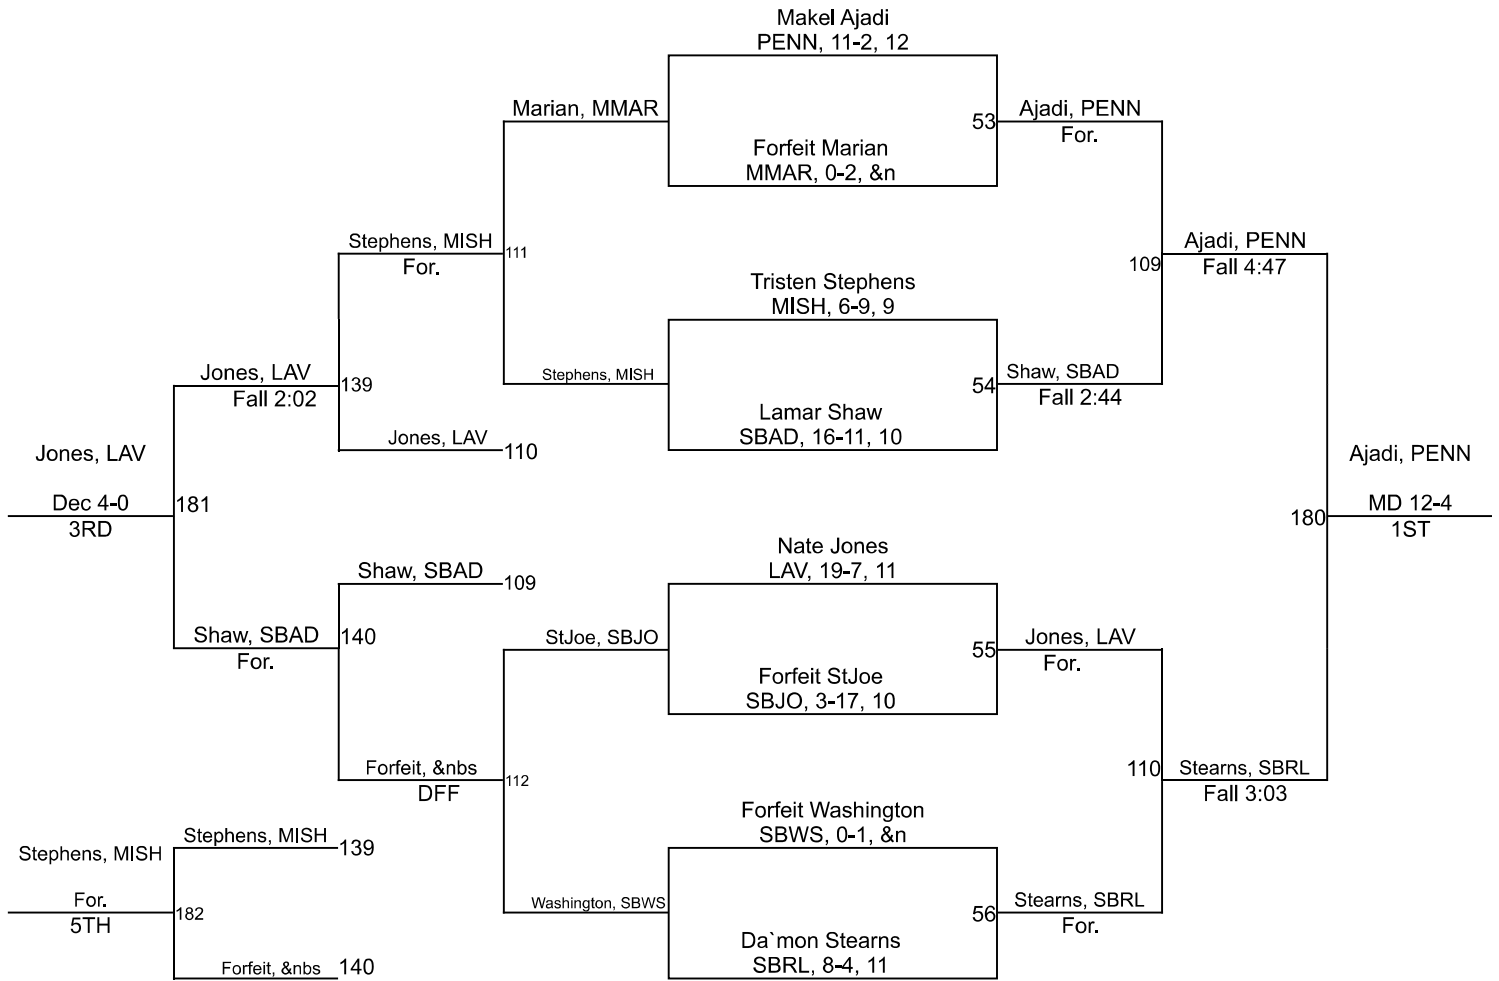 Makel Ajadi
PENN, 11-2, 12
Marian, MMAR
53
Ajadi, PENN
For.
Forfeit Marian
MMAR, 0-2, &n
Stephens, MISH
For.
111
109
Ajadi, PENN
Fall 4:47
Tristen Stephens
MISH, 6-9, 9
Jones, LAV
Fall 2:02
139
Stephens, MISH
54
Shaw, SBAD
Fall 2:44
Lamar Shaw
SBAD, 16-11, 10
Jones, LAV
110
Jones, LAV
Dec 4-0
3RD
181
Ajadi, PENN
180
MD 12-4
1ST
Nate Jones
LAV, 19-7, 11
Shaw, SBAD
109
Shaw, SBAD
For.
140
StJoe, SBJO
55
Jones, LAV
For.
Forfeit StJoe
SBJO, 3-17, 10
Forfeit, &nbs
DFF
112
110
Stearns, SBRL
Fall 3:03
Forfeit Washington
SBWS, 0-1, &n
Stephens, MISH
139
Stephens, MISH
For.
5TH
182
Washington, SBWS
56
Stearns, SBRL
For.
Da`mon Stearns
SBRL, 8-4, 11
Forfeit, &nbs
140